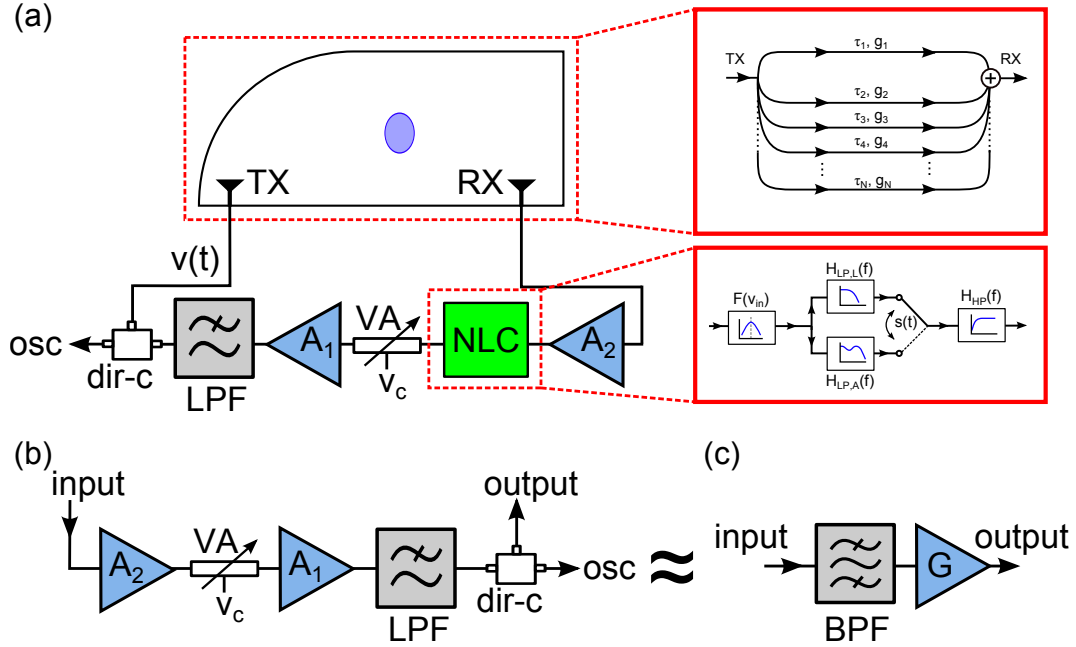 (a)
TX
RX
v(t)
osc
dir-c
LPF
A1
VA
vc
NLC
A2
TX
τ1, g1
RX
τ2, g2
τ3, g3
τ4, g4
τN, gN
F(vin)
HLP,L(f)
s(t)
HHP(f)
HLP,A(f)
(b)
input
A2
VA
vc
A1
LPF
output
dir-c
osc
≈
(c)
input
BPF
G
output